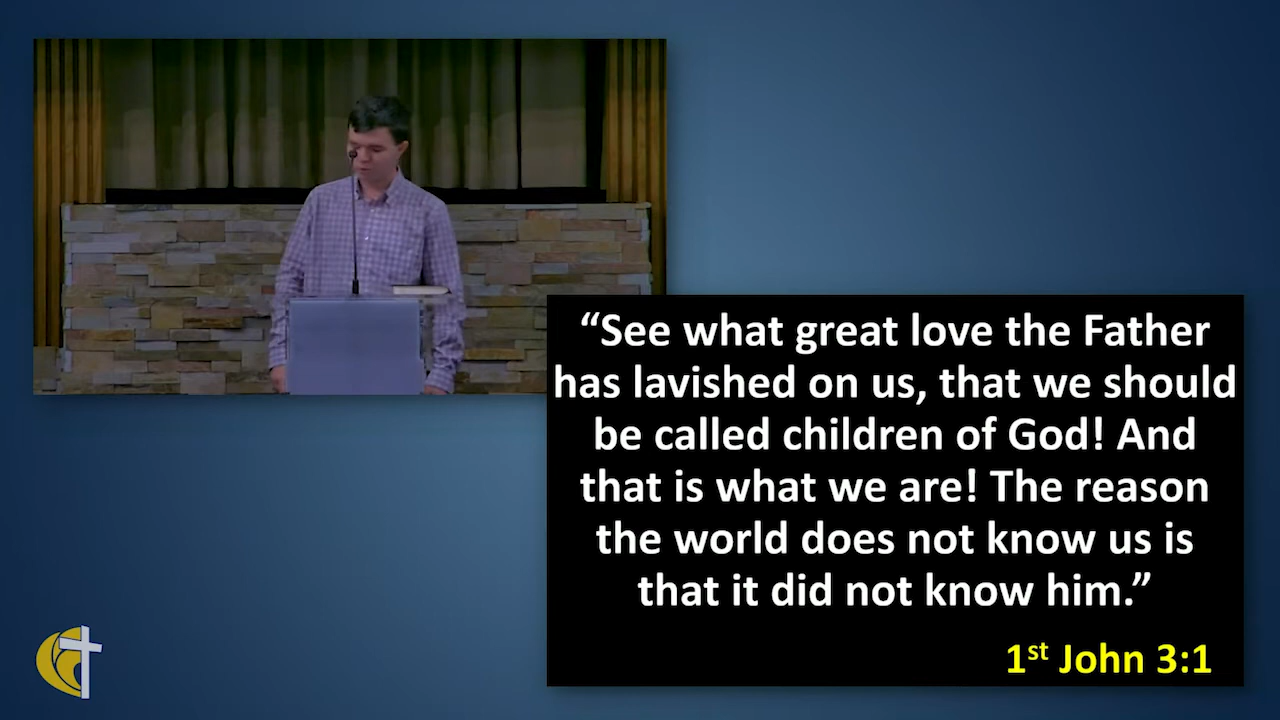 “See what great love the Father
has lavished on us, that we should
be called children of God! And
that is what we are! The reason
the world does not know us is
that it did not know him.”
1st John 3:1